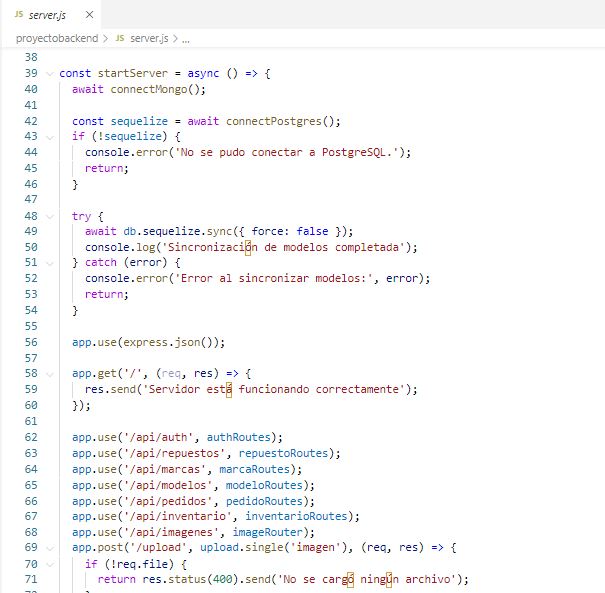 JS server.js ×
proyectobackend > JS server.js > ...
38
39 const startServer = async () => {
40 await connectMongo();
41
42 const sequelize = await connectPostgres();
43 if (!sequelize) {
44 console.error('No se pudo conectar a PostgreSQL.');
45 return;
46 }
47
48 try {
49 await db.sequelize.sync({ force: false });
50 console.log('Sincronización de modelos completada');
51 } catch (error) {
52 console.error('Error al sincronizar modelos:', error);
53 return;
54 }
55
56 app.use(express.json());
57
58 app.get('/', (req, res) => {
59 res.send('Servidor está funcionando correctamente');
60 });
61
62 app.use('/api/auth', authRoutes);
63 app.use('/api/repuestos', repuestoRoutes);
64 app.use('/api/marcas', marcaRoutes);
65 app.use('/api/modelos', modeloRoutes);
66 app.use('/api/pedidos', pedidoRoutes);
67 app.use('/api/inventario', inventarioRoutes);
68 app.use('/api/imagenes', imageRouter);
69 app.post('/upload', upload.single('imagen'), (req, res) => {
70 if (!req.file) {
71 return res.status(400).send('No se cargó ningún archivo');